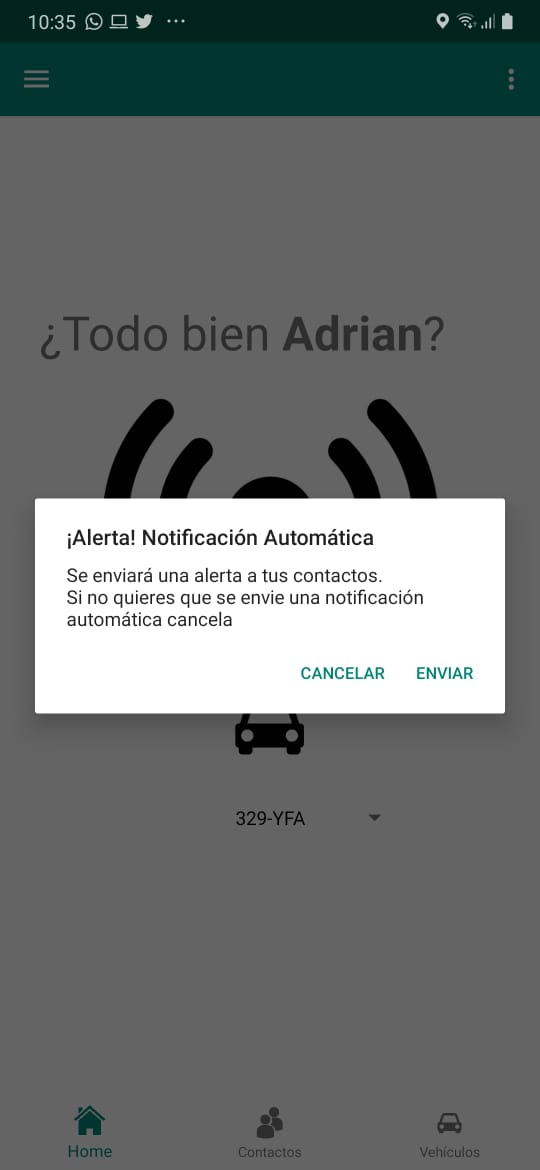 10:35
¿Todo bien Adrian?
¡Alerta! Notificación Automática
Se enviará una alerta a tus contactos.
Si no quieres que se envie una notificación
automática cancela
CANCELAR ENVIAR
329-YFA
Home Contactos Vehículos